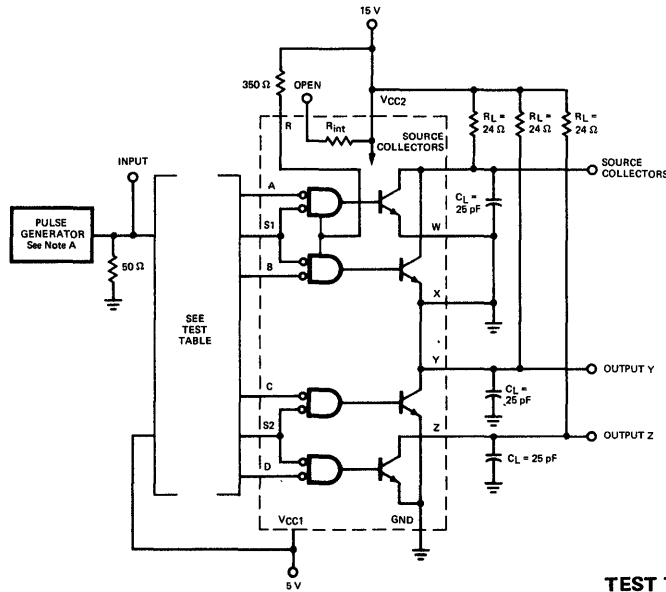 15 V
350 Ω
OPEN
VCC2
RL =
24 Ω
RL =
24 Ω
RL =
24 Ω
R
Rint
SOURCE
COLLECTORS
INPUT
SOURCE
COLLECTORS
A
CL =
25 pF
PULSE
GENERATOR
See Note A
S1
W
50 Ω
B
X
SEE
TEST
TABLE
Y
OUTPUT Y
C
CL =
25 pF
S2
Z
OUTPUT Z
D
CL = 25 pF
VCC1
GND
5 V
TEST T